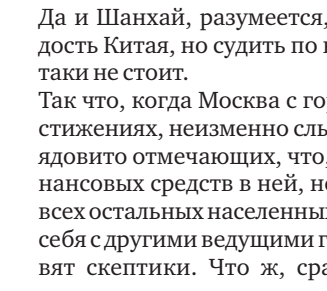 Да и Шанхай, разумеется,
дость Китая, но судить по
таки не стоит.
Так что, когда Москва с го
стижениях, неизменно слы
ядовито отмечающих, что,
нансовых средств в ней, н
всех остальных населенны
себя с другими ведущими г
вят скептики. Что ж, сра